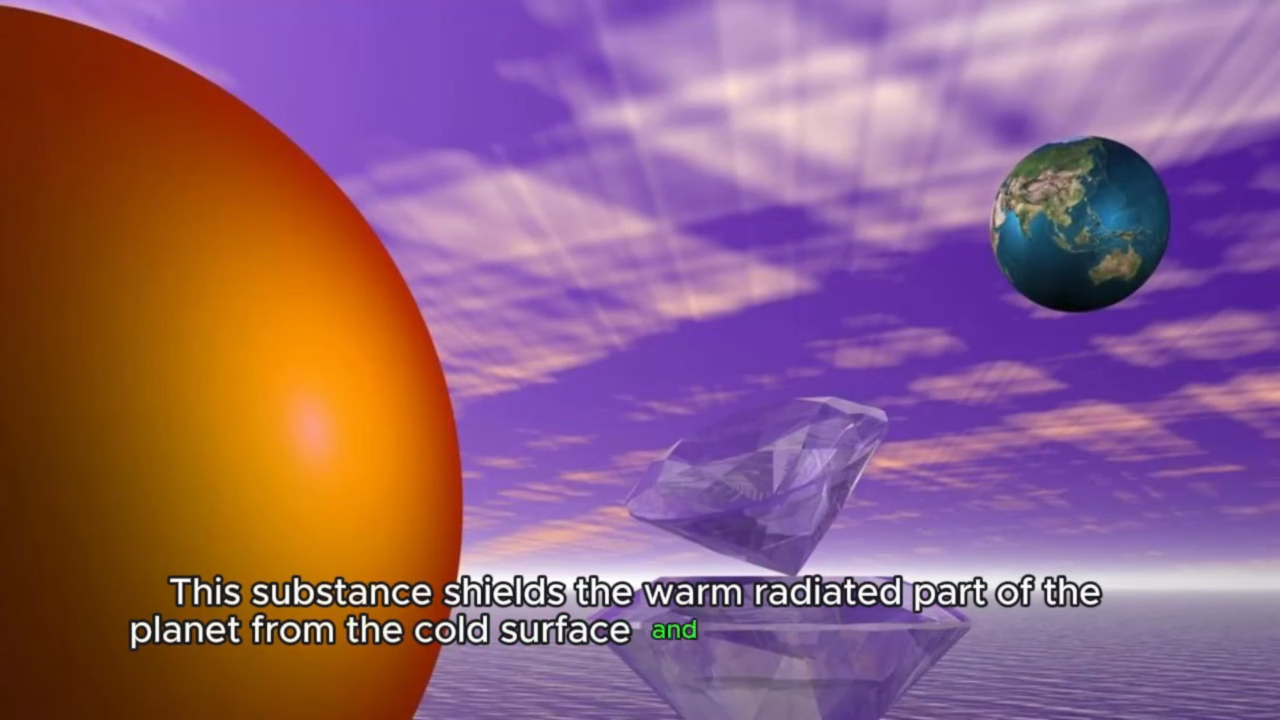 This substance shields the warm radiated part of the
planet from the cold surface and